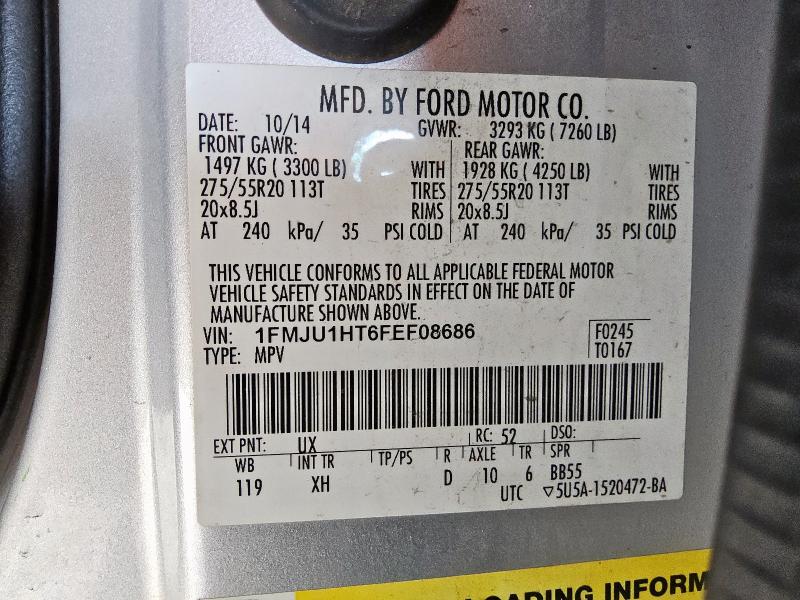 MFD. BY FORD MOTOR CO.
DATE: 10/14 GVWR: 3293 KG ( 7260 LB)
FRONT GAWR: REAR GAWR:
1497 KG ( 3300 LB) WITH 1928 KG ( 4250 LB) WITH
275/55R20 113T TIRES 275/55R20 113T TIRES
20x8.5J RIMS 20x8.5J RIMS
AT 240 kPa/ 35 PSI COLD AT 240 kPa/ 35 PSI COLD
THIS VEHICLE CONFORMS TO ALL APPLICABLE FEDERAL MOTOR
VEHICLE SAFETY STANDARDS IN EFFECT ON THE DATE OF
MANUFACTURE SHOWN ABOVE.
VIN: 1FMJU1HT6FEF08686 F0245
TYPE: MPV T0167
EXT PNT: UX RC: 52 DSO:
WB INT TR TP/PS R AXLE TR SPR
119 XH D 10 6 BB55
UTC ▽5U5A-1520472-BA
LOADING INFORM